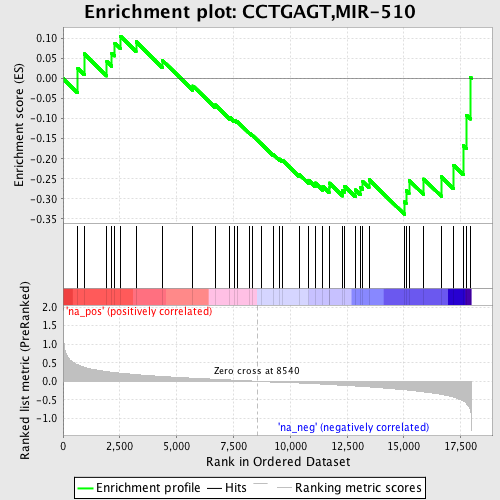 Enrichment plot: CCTGAGT,MIR-510
Enrichment score (ES)
0.10
0.05
0.00
-0.05
-0.10
-0.15
-0.20
-0.25
-0.30
-0.35
'na_pos' (positively correlated)
Ranked list metric (PreRanked)
2.0
1.5
1.0
0.5
0.0
-0.5
-1.0
Zero cross at 8540
'na_neg' (negatively correlated)
0 2,500 5,000 7,500 10,000 12,500 15,000 17,500
Rank in Ordered Dataset
Enrichment profile Hits Ranking metric scores